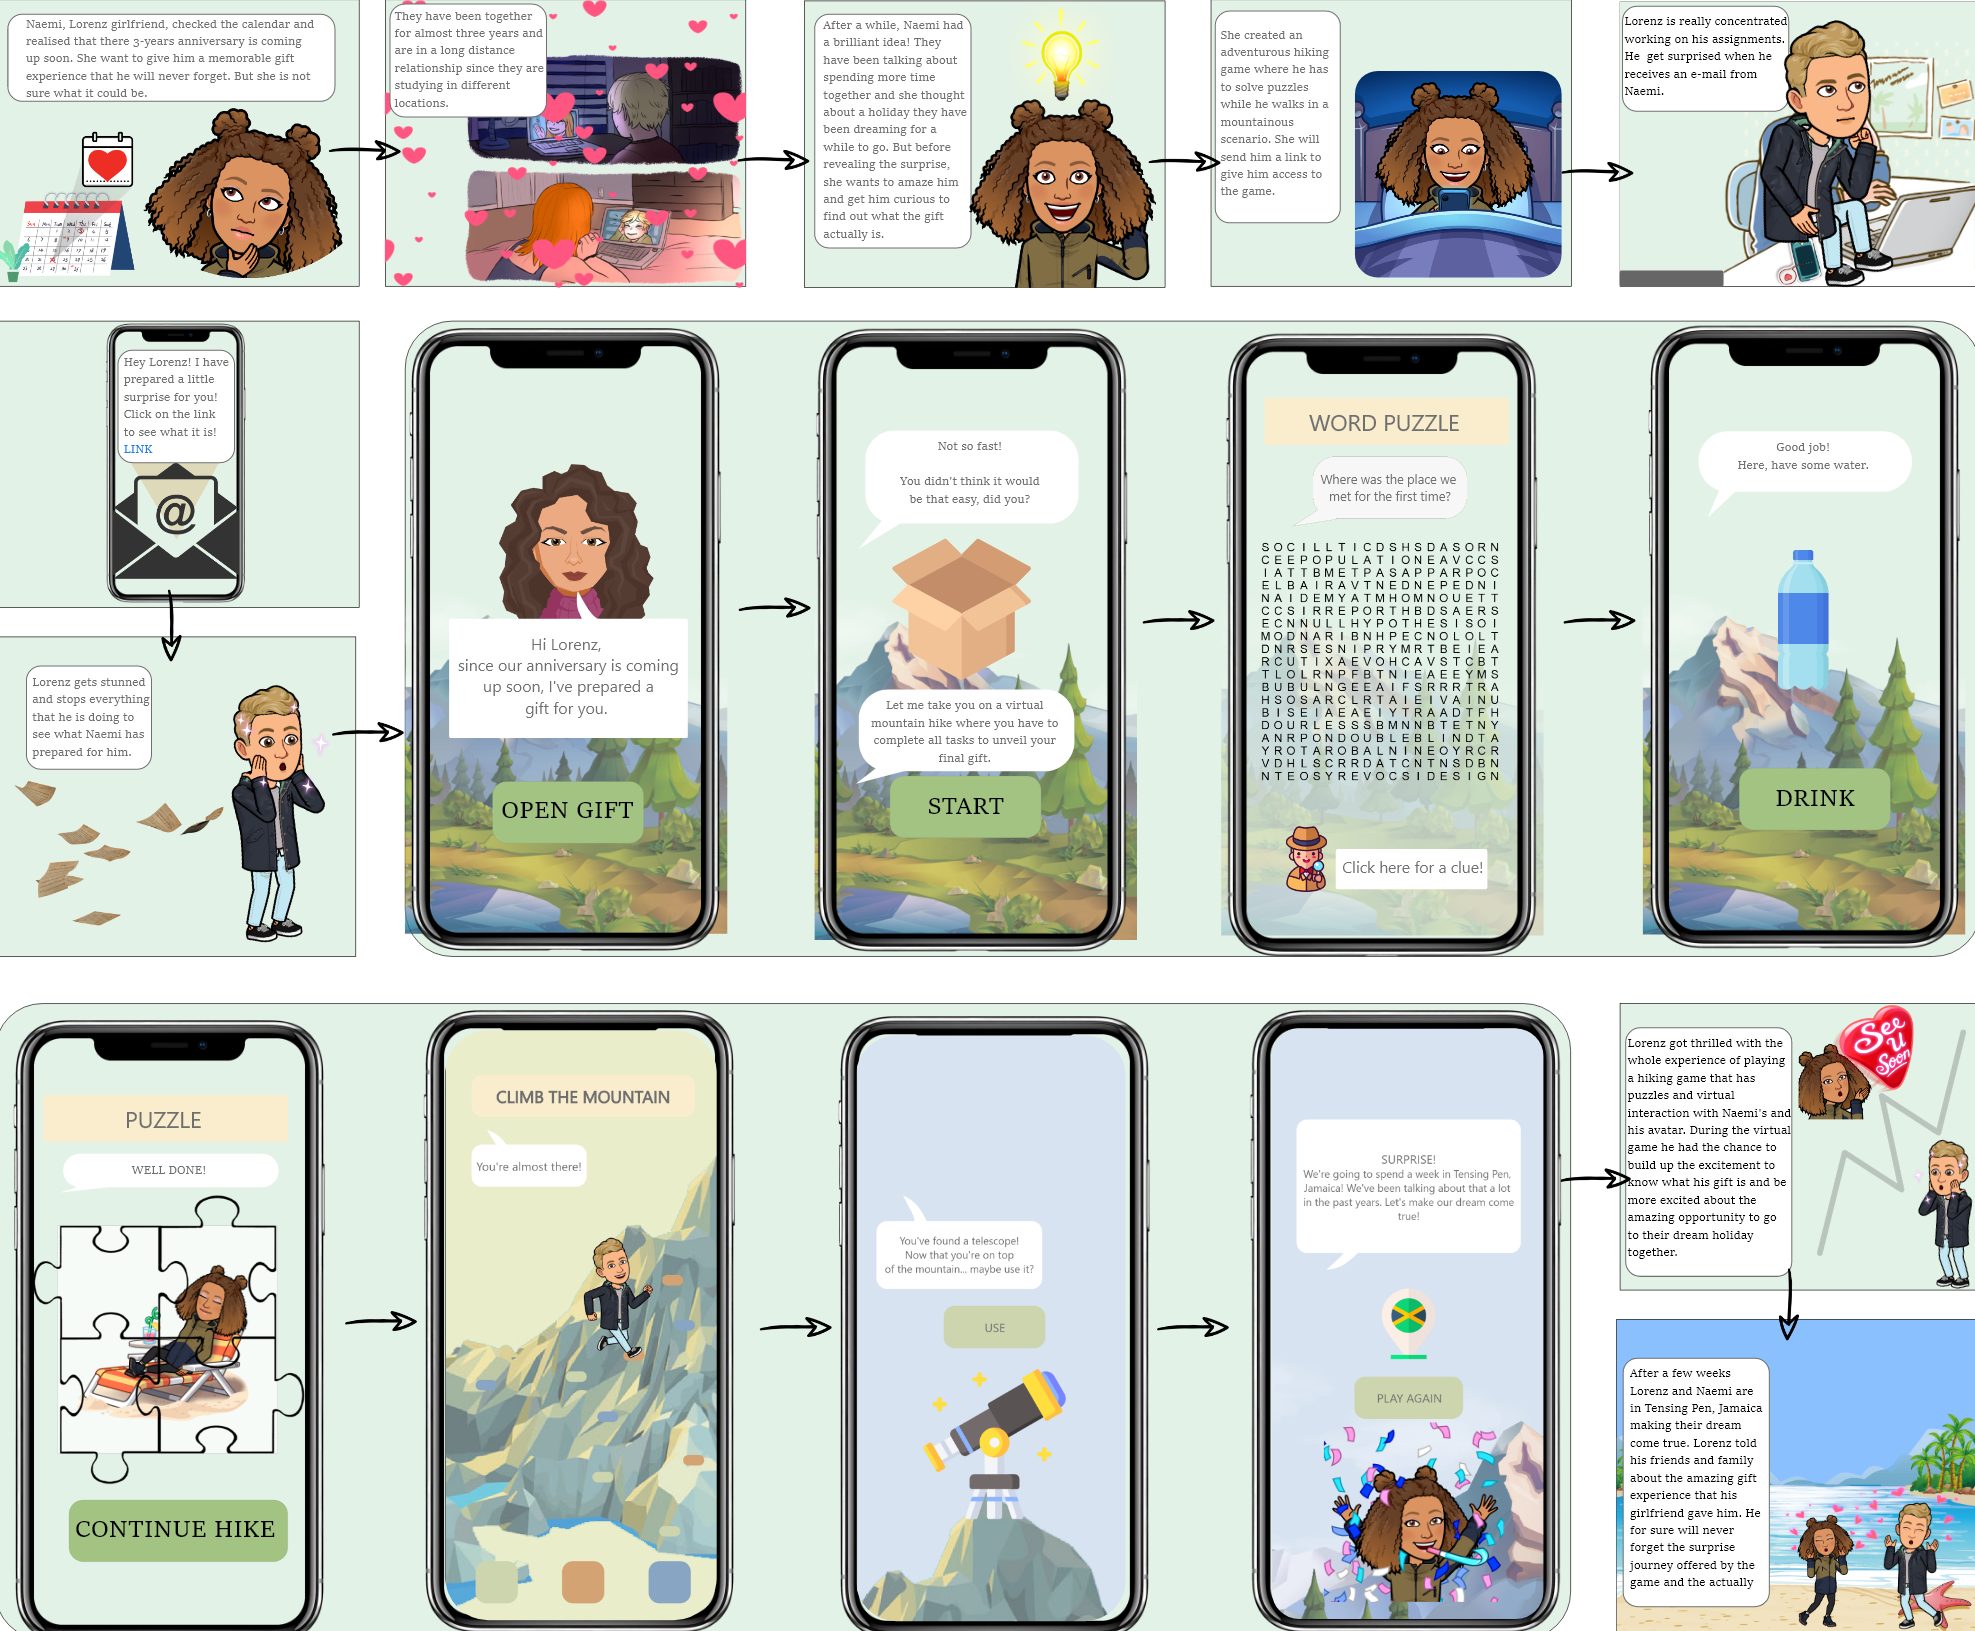 Naemi, Lorenz girlfriend, checked the calendar and
realised that there 3-years anniversary is coming
up soon. She want to give him a memorable gift
experience that he will never forget. But she is not
sure what it could be.
They have been together
for almost three years and
are in a long distance
relationship since they are
studying in different
locations.
After a while, Naemi had
a brilliant idea! They
have been talking about
spending more time
together and she thought
about a holiday they have
been dreaming for a
while to go. But before
revealing the surprise,
she wants to amaze him
and get him curious to
find out what the gift
actually is.
She created an
adventurous hiking
game where he has
to solve puzzles
while he walks in a
mountainous
scenario. She will
send him a link to
give him access to
the game.
Lorenz is really concentrated
working on his assignments.
He get surprised when he
receives an e-mail from
Naemi.
Hey Lorenz! I have
prepared a little
surprise for you!
Click on the link
to see what it is!
LINK
@
Lorenz gets stunned
and stops everything
that he is doing to
see what Naemi has
prepared for him.
Hi Lorenz,
since our anniversary is coming
up soon, I've prepared a
gift for you.
OPEN GIFT
Not so fast!
You didn't think it would
be that easy, did you?
Let me take you on a virtual
mountain hike where you have to
complete all tasks to unveil your
final gift.
START
WORD PUZZLE
Where was the place we
met for the first time?
SOCILLTICDSHSDASORN
CEEPOPULATIONEAVCCS
IATTBMETPASAPPARPOC
ELBAIRAVTNEDNEPEDNI
NAIDEMYATMHOMNOUETT
CCSIRREPORTHBDSAERS
ECNNULLHYPOTHESISOI
MODNARIBNHPECNOLOLT
DNRSESNIPRYMRTBEIEA
RCUTIXAEVOHCAVSTCBT
TLOLRNPFBTNIEAEEYMS
BUBULNGEEAIFSRRRTRA
HSOSARCLRTAIEIVAINU
BISEIAEAEIYTRAADTFH
DOURLESSSBMNNBTETNY
ANRPONDOUBLEBLINDTA
YROTAROBALNINEOYRCR
VDHLSCRRDATCNTNSDBN
NTEOSYREVOCSIDESIGN
Click here for a clue!
Good job!
Here, have some water.
DRINK
PUZZLE
WELL DONE!
CONTINUE HIKE
CLIMB THE MOUNTAIN
You're almost there!
You've found a telescope!
Now that you're on top
of the mountain... maybe use it?
USE
SURPRISE!
We're going to spend a week in Tensing Pen,
Jamaica! We've been talking about that a lot
in the past years. Let's make our dream come
true!
PLAY AGAIN
Lorenz got thrilled with the
whole experience of playing
a hiking game that has
puzzles and virtual
interaction with Naemi's and
his avatar. During the virtual
game he had the chance to
build up the excitement to
know what his gift is and be
more excited about the
amazing opportunity to go
to their dream holiday
together.
See
U
Soon
After a few weeks
Lorenz and Naemi are
in Tensing Pen, Jamaica
making their dream
come true. Lorenz told
his friends and family
about the amazing gift
experience that his
girlfriend gave him. He
for sure will never
forget the surprise
journey offered by the
game and the actually